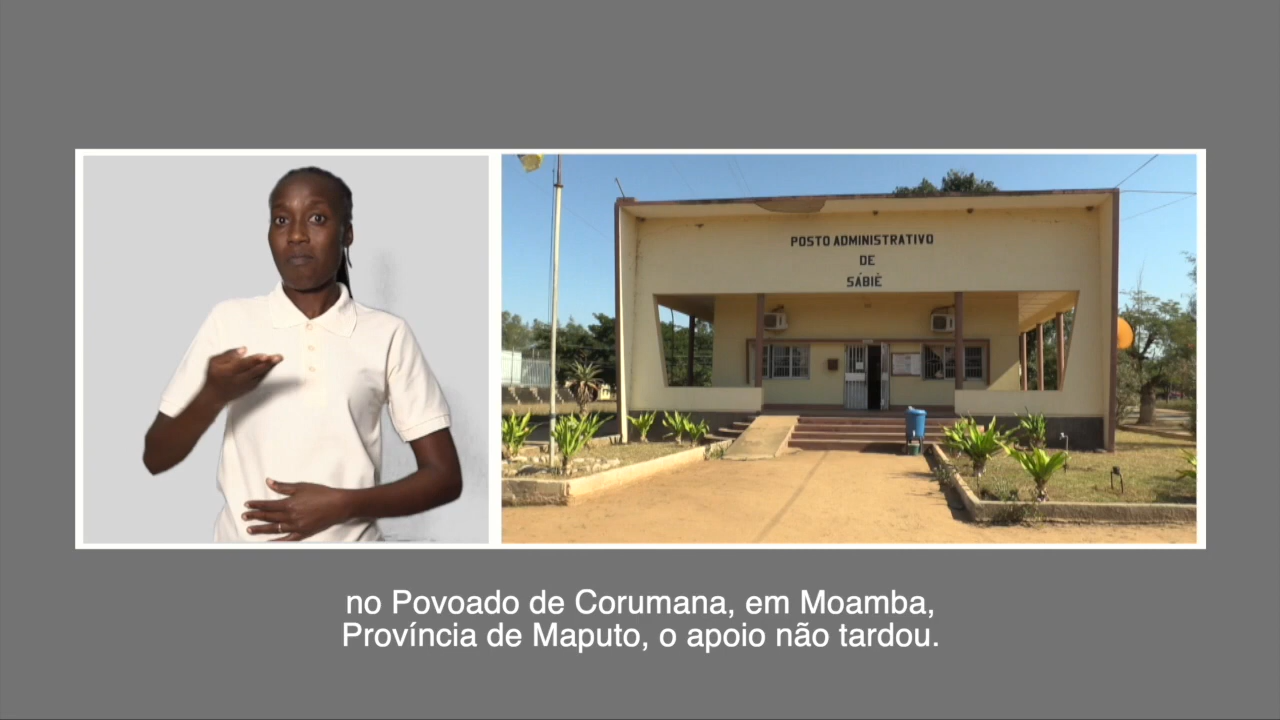 POSTO ADMINISTRATIVO
DE
SÁBIÈ
no Povoado de Corumana, em Moamba,
Província de Maputo, o apoio não tardou.